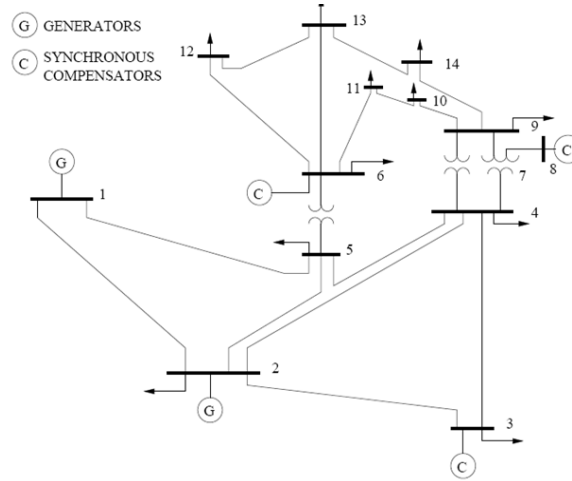 G GENERATORS
C SYNCHRONOUS
COMPENSATORS
13
12
14
11
10
9
G
C
8
7
6
C
1
4
5
2
G
3
C